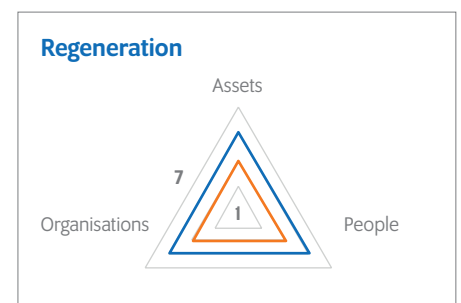 Regeneration
Assets
7
1
Organisations
People